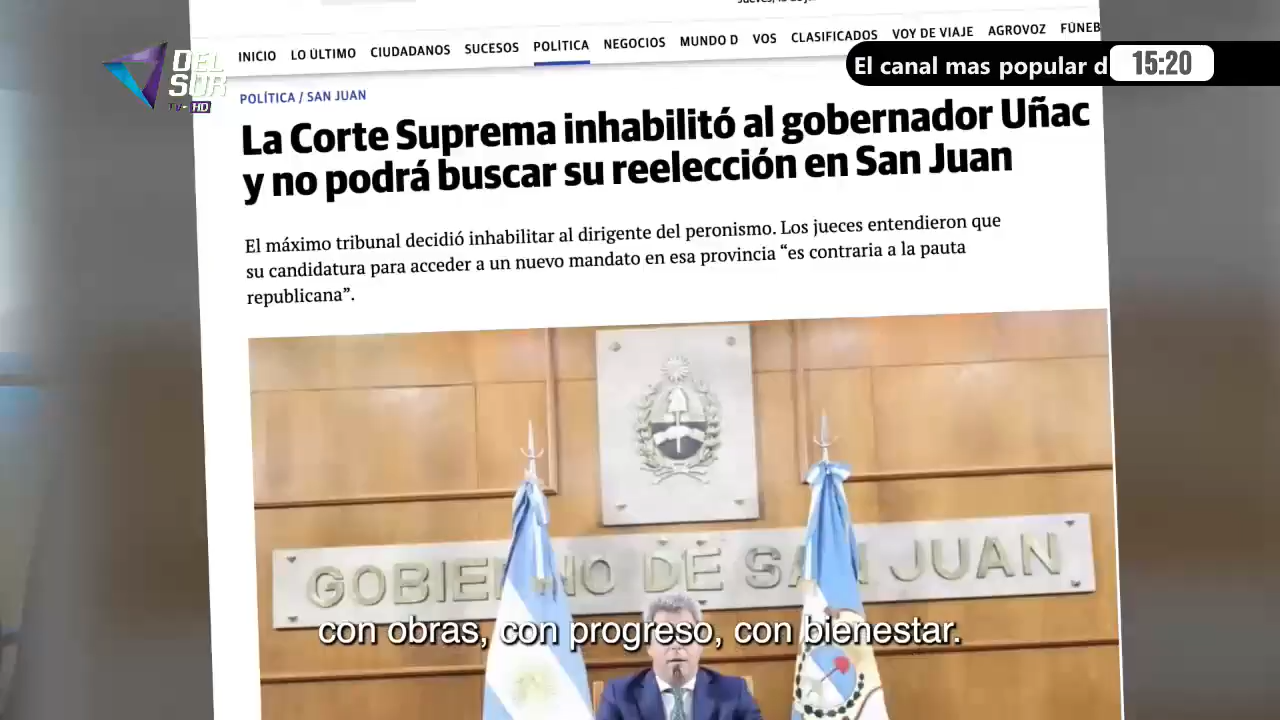 INICIO LO ÚLTIMO CIUDADANOS SUCESOS POLÍTICA NEGOCIOS MUNDO D VOS CLASIFICADOS VOY DE VIAJE AGROVOZ FÚNEB
DEL SUR
TV-HD
El canal mas popular d
15:20
POLÍTICA / SAN JUAN
La Corte Suprema inhabilitó al gobernador Uñac
y no podrá buscar su reelección en San Juan
El máximo tribunal decidió inhabilitar al dirigente del peronismo. Los jueces entendieron que
su candidatura para acceder a un nuevo mandato en esa provincia “es contraria a la pauta
republicana”.
GOBIERNO DE SAN JUAN
con obras, con progreso, con bienestar.